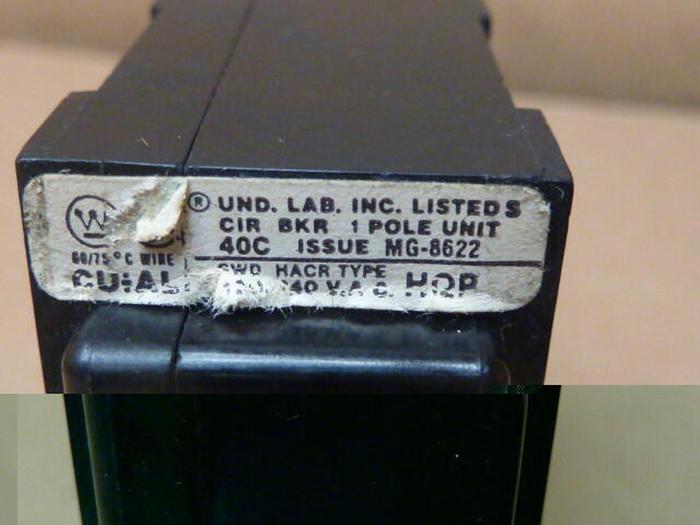 W
® UND. LAB. INC. LISTED S
CIR BKR 1 POLE UNIT
40C ISSUE MG-8622
60/75°C WIRE
CU:AL
SWD HACR TYPE
V.A.C. HQP